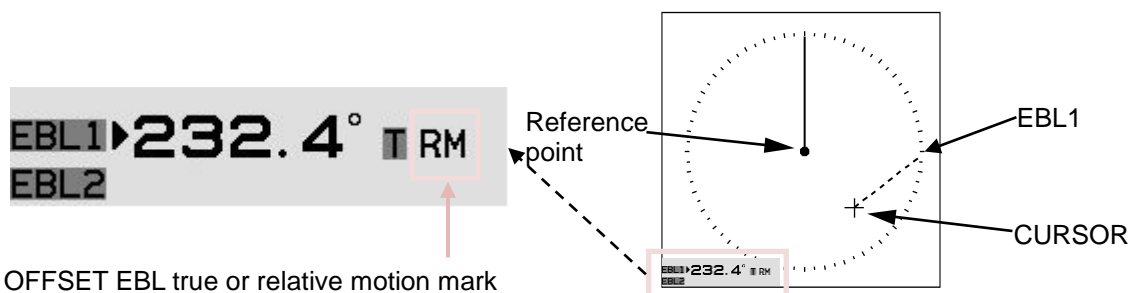 EBL1▶232.4° T RM
EBL2
OFFSET EBL true or relative motion mark
Reference
point
EBL1
CURSOR
EBL1▶232.4° T RM
EBL2